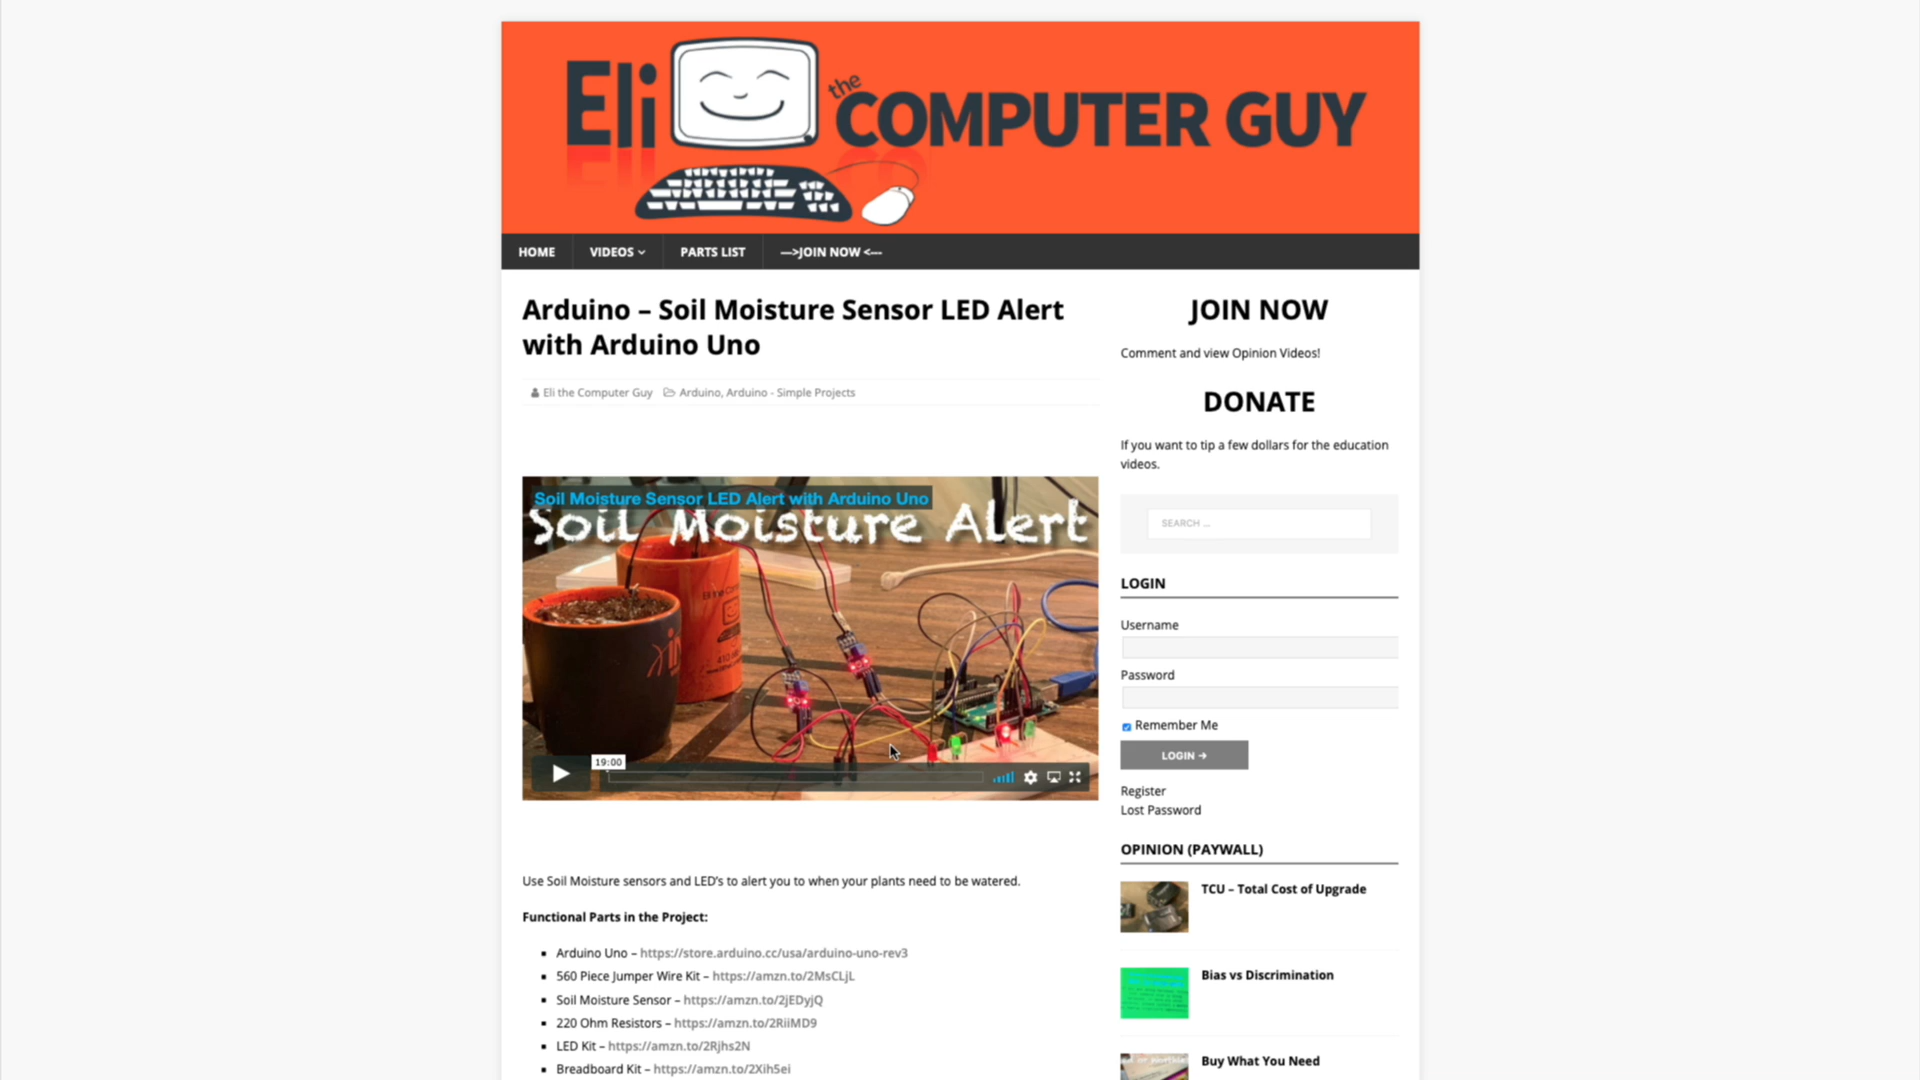 Eli the COMPUTER GUY
HOME
VIDEOS
PARTS LIST
--->JOIN NOW <---
Arduino – Soil Moisture Sensor LED Alert
with Arduino Uno
Eli the Computer Guy
Arduino, Arduino - Simple Projects
Soil Moisture Sensor LED Alert with Arduino Uno
Soil Moisture Alert
19:00
Use Soil Moisture sensors and LED's to alert you to when your plants need to be watered.
Functional Parts in the Project:
Arduino Uno – https://store.arduino.cc/usa/arduino-uno-rev3
560 Piece Jumper Wire Kit – https://amzn.to/2MsCLjL
Soil Moisture Sensor – https://amzn.to/2jEDyjQ
220 Ohm Resistors – https://amzn.to/2RiiMD9
LED Kit – https://amzn.to/2Rjhs2N
Breadboard Kit – https://amzn.to/2Xih5ei
JOIN NOW
Comment and view Opinion Videos!
DONATE
If you want to tip a few dollars for the education
videos.
SEARCH ...
LOGIN
Username
Password
Remember Me
LOGIN →
Register
Lost Password
OPINION (PAYWALL)
TCU – Total Cost of Upgrade
Bias vs Discrimination
Buy What You Need